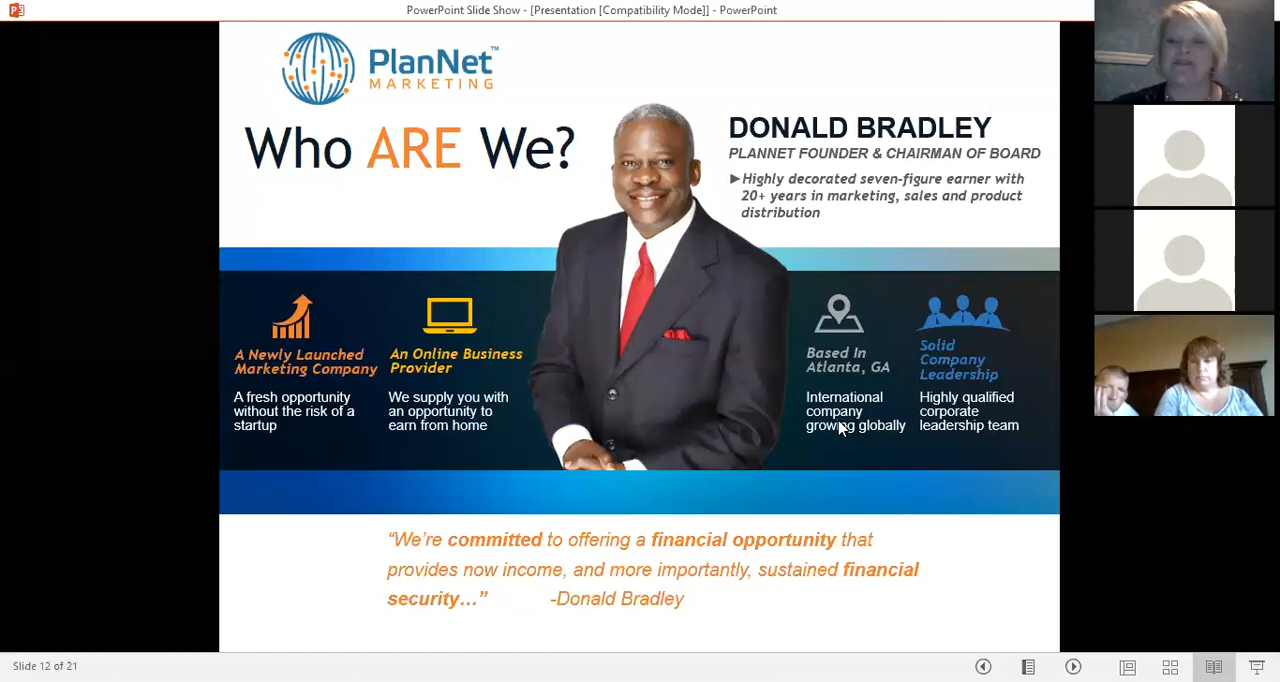 PowerPoint Slide Show - [Presentation [Compatibility Mode]] - PowerPoint
PlanNet™
MARKETING
Who ARE We?
DONALD BRADLEY
PLANNET FOUNDER & CHAIRMAN OF BOARD
►Highly decorated seven-figure earner with
20+ years in marketing, sales and product
distribution
A Newly Launched
Marketing Company
A fresh opportunity
without the risk of a
startup
An Online Business
Provider
We supply you with
an opportunity to
earn from home
Based In
Atlanta, GA
International
company
growing globally
Solid
Company
Leadership
Highly qualified
corporate
leadership team
“We’re committed to offering a financial opportunity that
provides now income, and more importantly, sustained financial
security…” -Donald Bradley
Slide 12 of 21